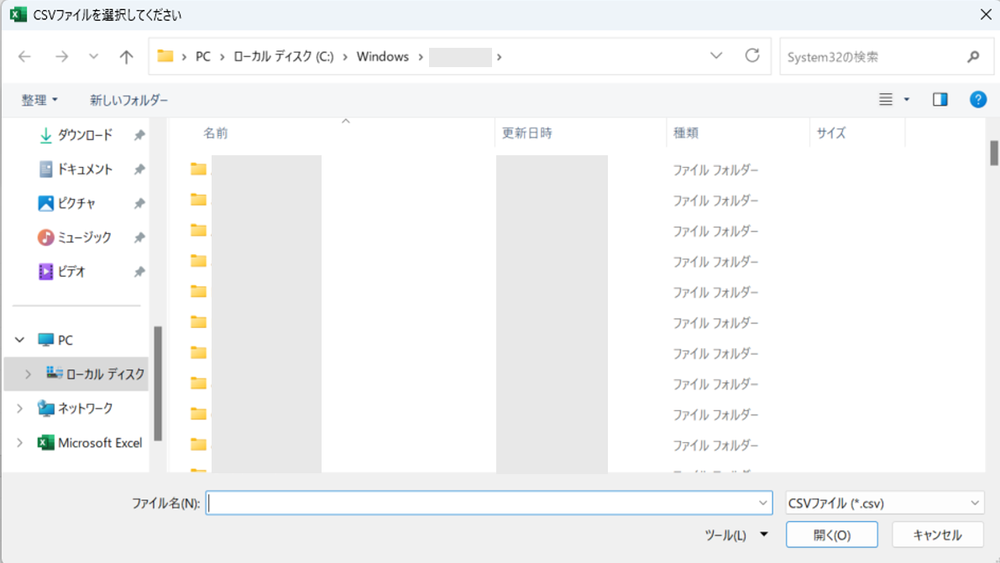 CSVファイルを選択してください
PC › ローカル ディスク (C:) › Windows ›
System32の検索
整理
新しいフォルダー
名前 更新日時 種類 サイズ
ダウンロード
ドキュメント
ピクチャ
ミュージック
ビデオ
PC
ローカル ディスク
ネットワーク
Microsoft Excel
ファイル フォルダー
ファイル フォルダー
ファイル フォルダー
ファイル フォルダー
ファイル フォルダー
ファイル フォルダー
ファイル フォルダー
ファイル フォルダー
ファイル フォルダー
ファイル フォルダー
ファイル名(N):
CSVファイル (*.csv)
ツール(L)
開く(O)
キャンセル